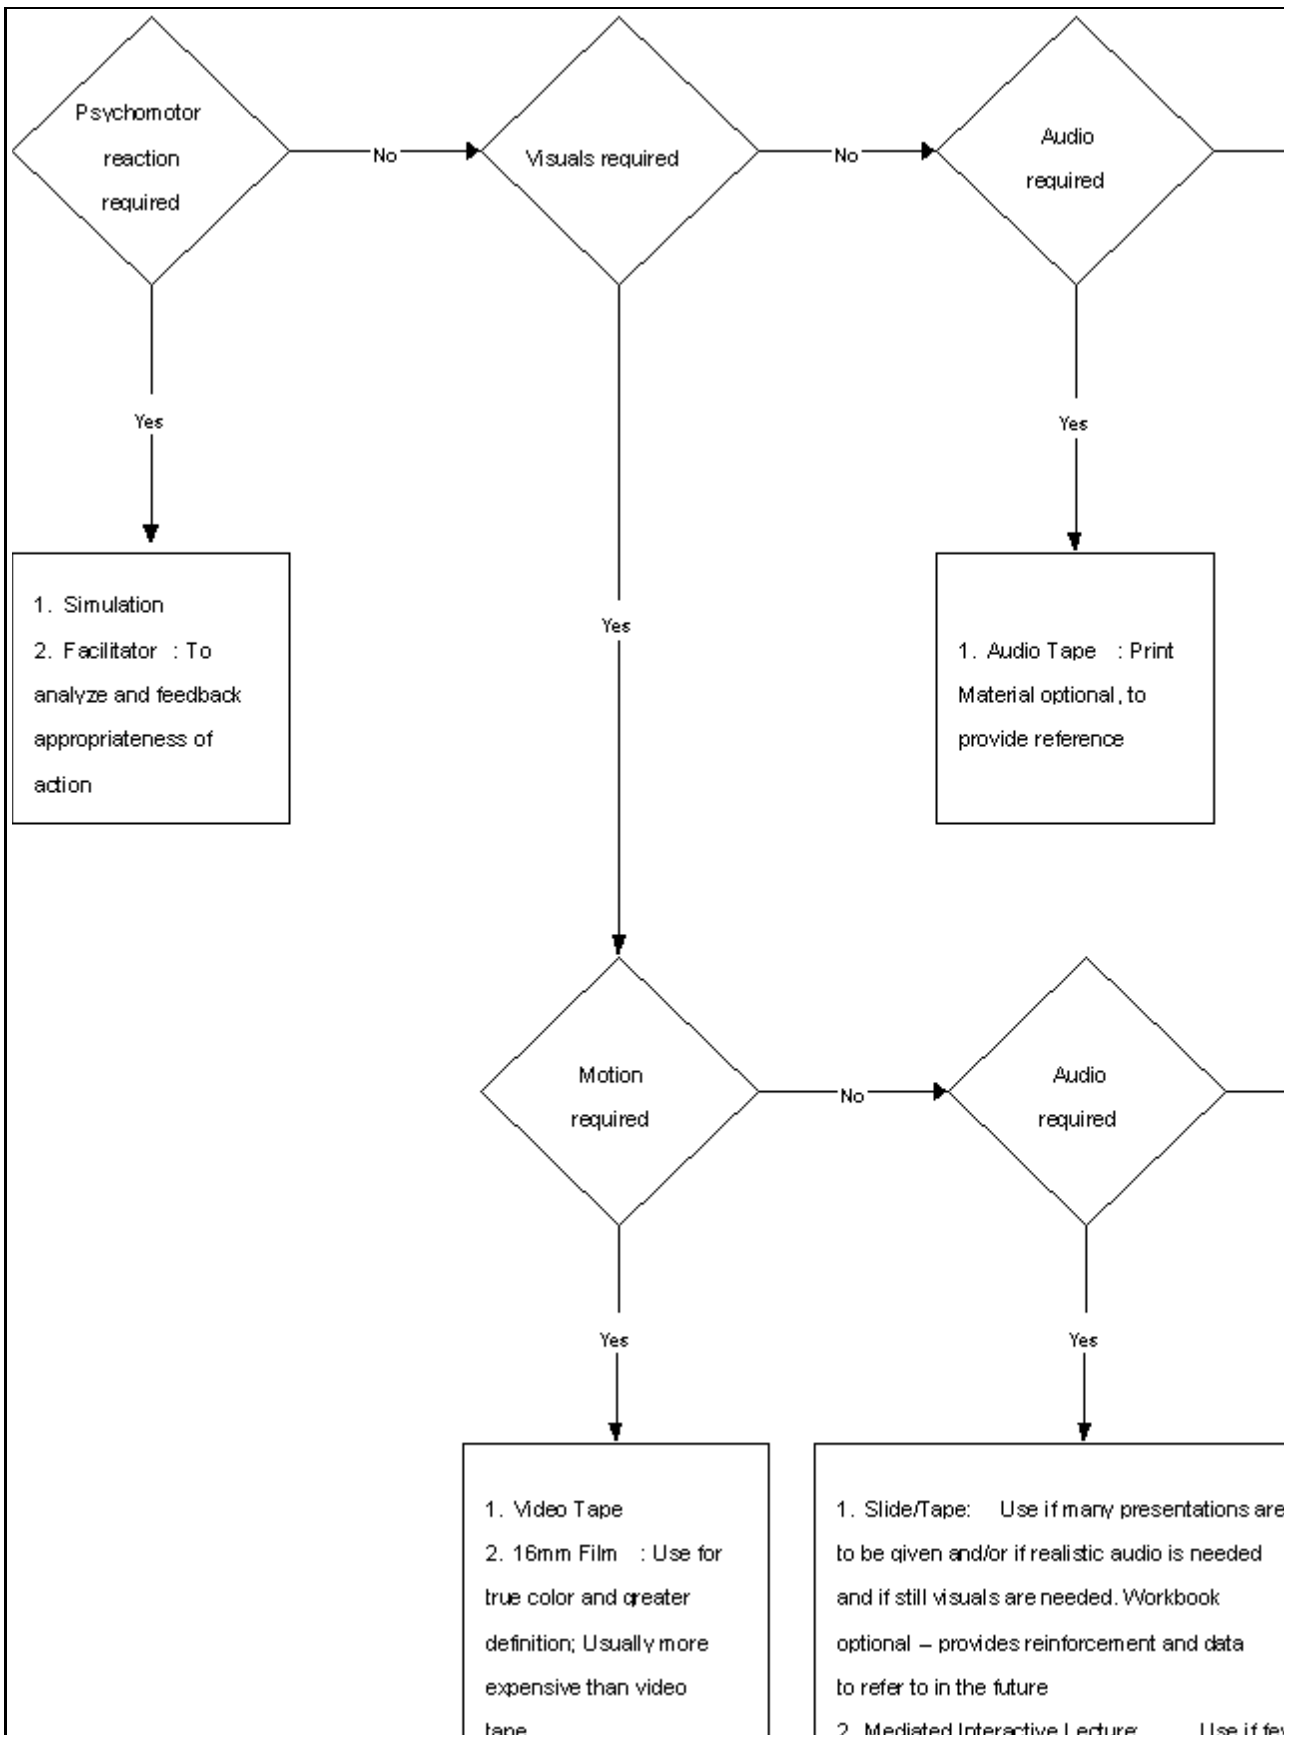 Psychomotor
reaction
required
No
Visuals required
No
Audio
required
Yes
Yes
Yes
1. Simulation
2. Facilitator : To
analyze and feedback
appropriateness of
action
1. Audio Tape : Print
Material optional, to
provide reference
Motion
required
No
Audio
required
Yes
Yes
1. Video Tape
2. 16mm Film : Use for
true color and greater
definition; Usually more
expensive than video
tape
1. Slide/Tape: Use if many presentations are
to be given and/or if realistic audio is needed
and if still visuals are needed. Workbook
optional – provides reinforcement and data
to refer to in the future
2. Mediated Interactive Lecture: Use if